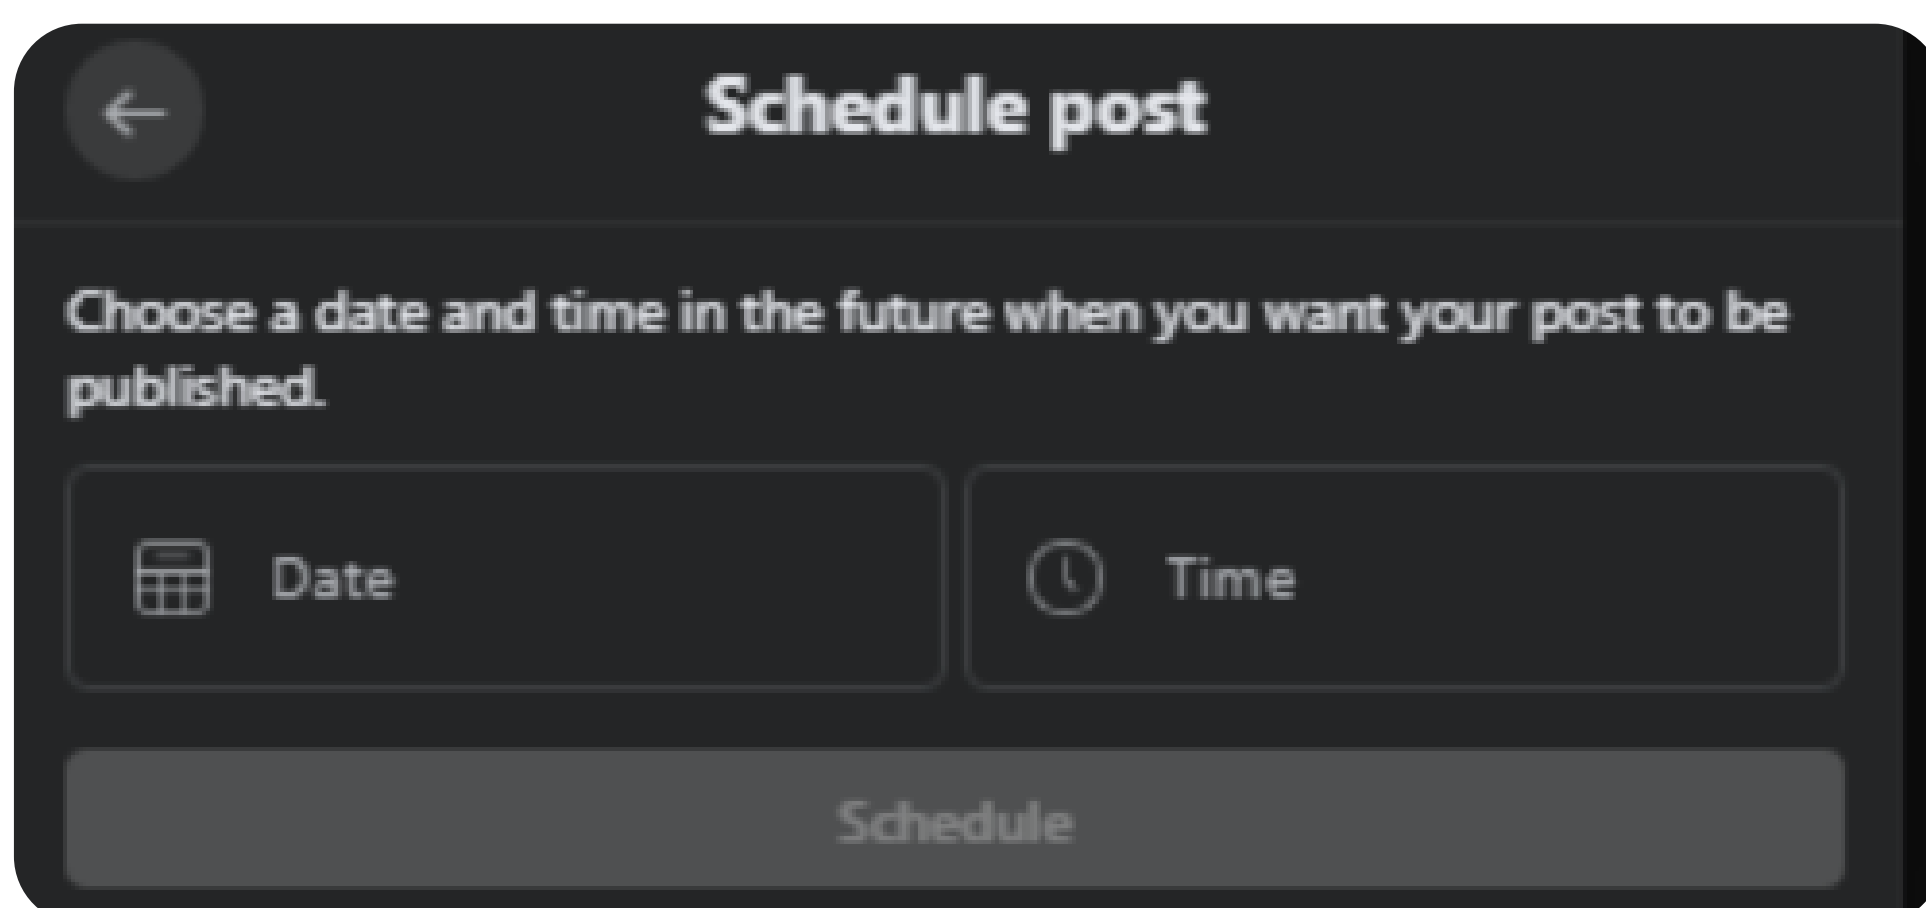 Schedule post
Choose a date and time in the future when you want your post to be
published.
Date
Time
Schedule